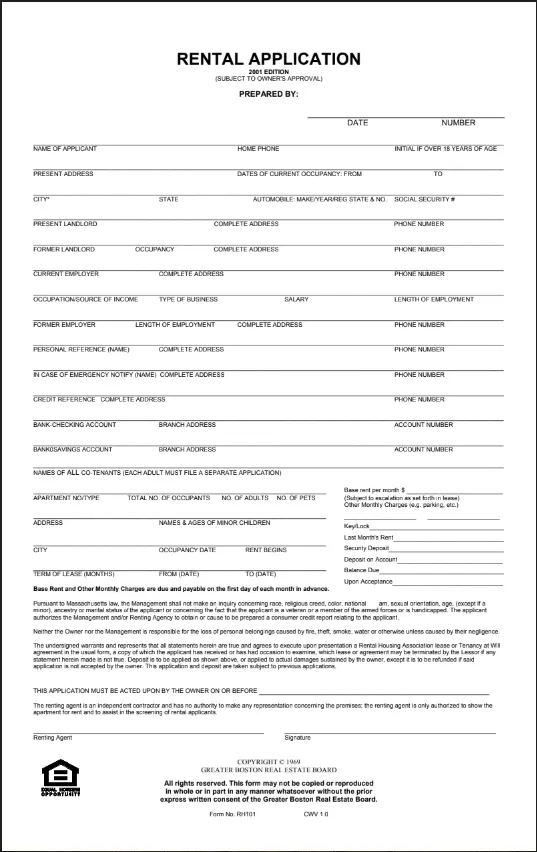 RENTAL APPLICATION
2001 EDITION
(SUBJECT TO OWNER'S APPROVAL)
PREPARED BY:
DATE NUMBER
NAME OF APPLICANT HOME PHONE INITIAL IF OVER 18 YEARS OF AGE
PRESENT ADDRESS DATES OF CURRENT OCCUPANCY: FROM TO
CITY* STATE AUTOMOBILE: MAKE/YEAR/REG STATE & NO. SOCIAL SECURITY #
PRESENT LANDLORD COMPLETE ADDRESS PHONE NUMBER
FORMER LANDLORD OCCUPANCY COMPLETE ADDRESS PHONE NUMBER
CURRENT EMPLOYER COMPLETE ADDRESS PHONE NUMBER
OCCUPATION/SOURCE OF INCOME TYPE OF BUSINESS SALARY LENGTH OF EMPLOYMENT
FORMER EMPLOYER LENGTH OF EMPLOYMENT COMPLETE ADDRESS PHONE NUMBER
PERSONAL REFERENCE (NAME) COMPLETE ADDRESS PHONE NUMBER
IN CASE OF EMERGENCY NOTIFY (NAME) COMPLETE ADDRESS PHONE NUMBER
CREDIT REFERENCE COMPLETE ADDRESS PHONE NUMBER
BANK-CHECKING ACCOUNT BRANCH ADDRESS ACCOUNT NUMBER
BANK0SAVINGS ACCOUNT BRANCH ADDRESS ACCOUNT NUMBER
NAMES OF ALL CO-TENANTS (EACH ADULT MUST FILE A SEPARATE APPLICATION)
APARTMENT NO/TYPE TOTAL NO. OF OCCUPANTS NO. OF ADULTS NO. OF PETS
ADDRESS NAMES & AGES OF MINOR CHILDREN
CITY OCCUPANCY DATE RENT BEGINS
TERM OF LEASE (MONTHS) FROM (DATE) TO (DATE)
Base rent per month $
(Subject to escalation as set forth in lease)
Other Monthly Charges (e.g. parking, etc.)
Key/Lock
Last Month's Rent
Security Deposit
Deposit on Account
Balance Due
Upon Acceptance
Base Rent and Other Monthly Charges are due and payable on the first day of each month in advance.
Pursuant to Massachusetts law, the Management shall not make an inquiry concerning race, religious creed, color, national am, sexual orientation, age, (except if a
minor), ancestry or marital status of the applicant or concerning the fact that the applicant is a veteran or a member of the armed forces or is handicapped. The applicant
authorizes the Management and/or Renting Agency to obtain or cause to be prepared a consumer credit report relating to the applicant.
Neither the Owner nor the Management is responsible for the loss of personal belongings caused by fire, theft, smoke, water or otherwise unless caused by their negligence.
The undersigned warrants and represents that all statements herein are true and agrees to execute upon presentation a Rental Housing Association lease or Tenancy at Will
agreement in the usual form, a copy of which the applicant has received or has had occasion to examine, which lease or agreement may be terminated by the Lessor if any
statement herein made is not true. Deposit is to be applied as shown above, or applied to actual damages sustained by the owner, except it is to be refunded if said
application is not accepted by the owner. This application and deposit are taken subject to previous applications.
THIS APPLICATION MUST BE ACTED UPON BY THE OWNER ON OR BEFORE
The renting agent is an independent contractor and has no authority to make any representation concerning the premises; the renting agent is only authorized to show the
apartment for rent and to assist in the screening of rental applicants.
Renting Agent Signature
EQUAL HOUSING
OPPORTUNITY
COPYRIGHT © 1969
GREATER BOSTON REAL ESTATE BOARD
All rights reserved. This form may not be copied or reproduced
in whole or in part in any manner whatsoever without the prior
express written consent of the Greater Boston Real Estate Board.
Form No. RH101 CWV 1.0